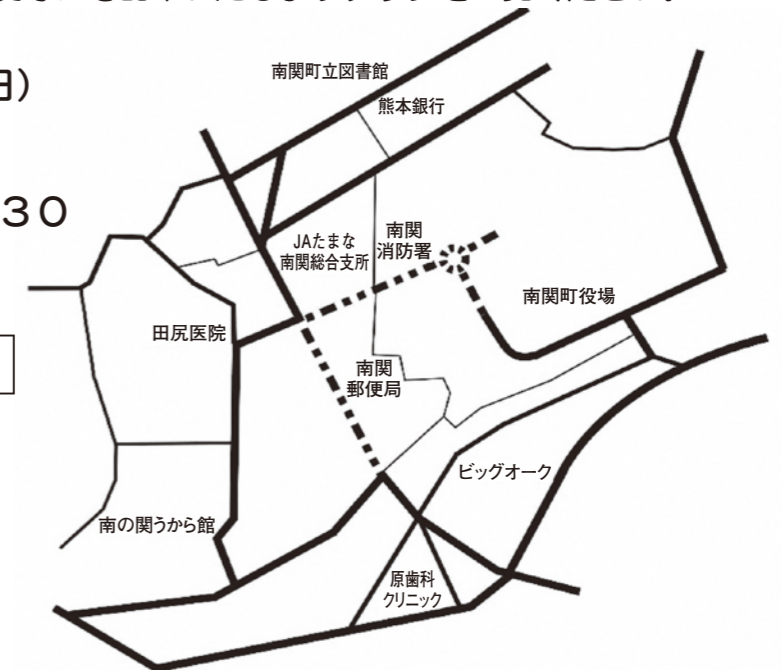 日）
３０
南関町立図書館
熊本銀行
JAたまな
南関総合支所
南関
消防署
南関町役場
田尻医院
南関
郵便局
ビッグオーク
南の関うから館
原歯科
クリニック